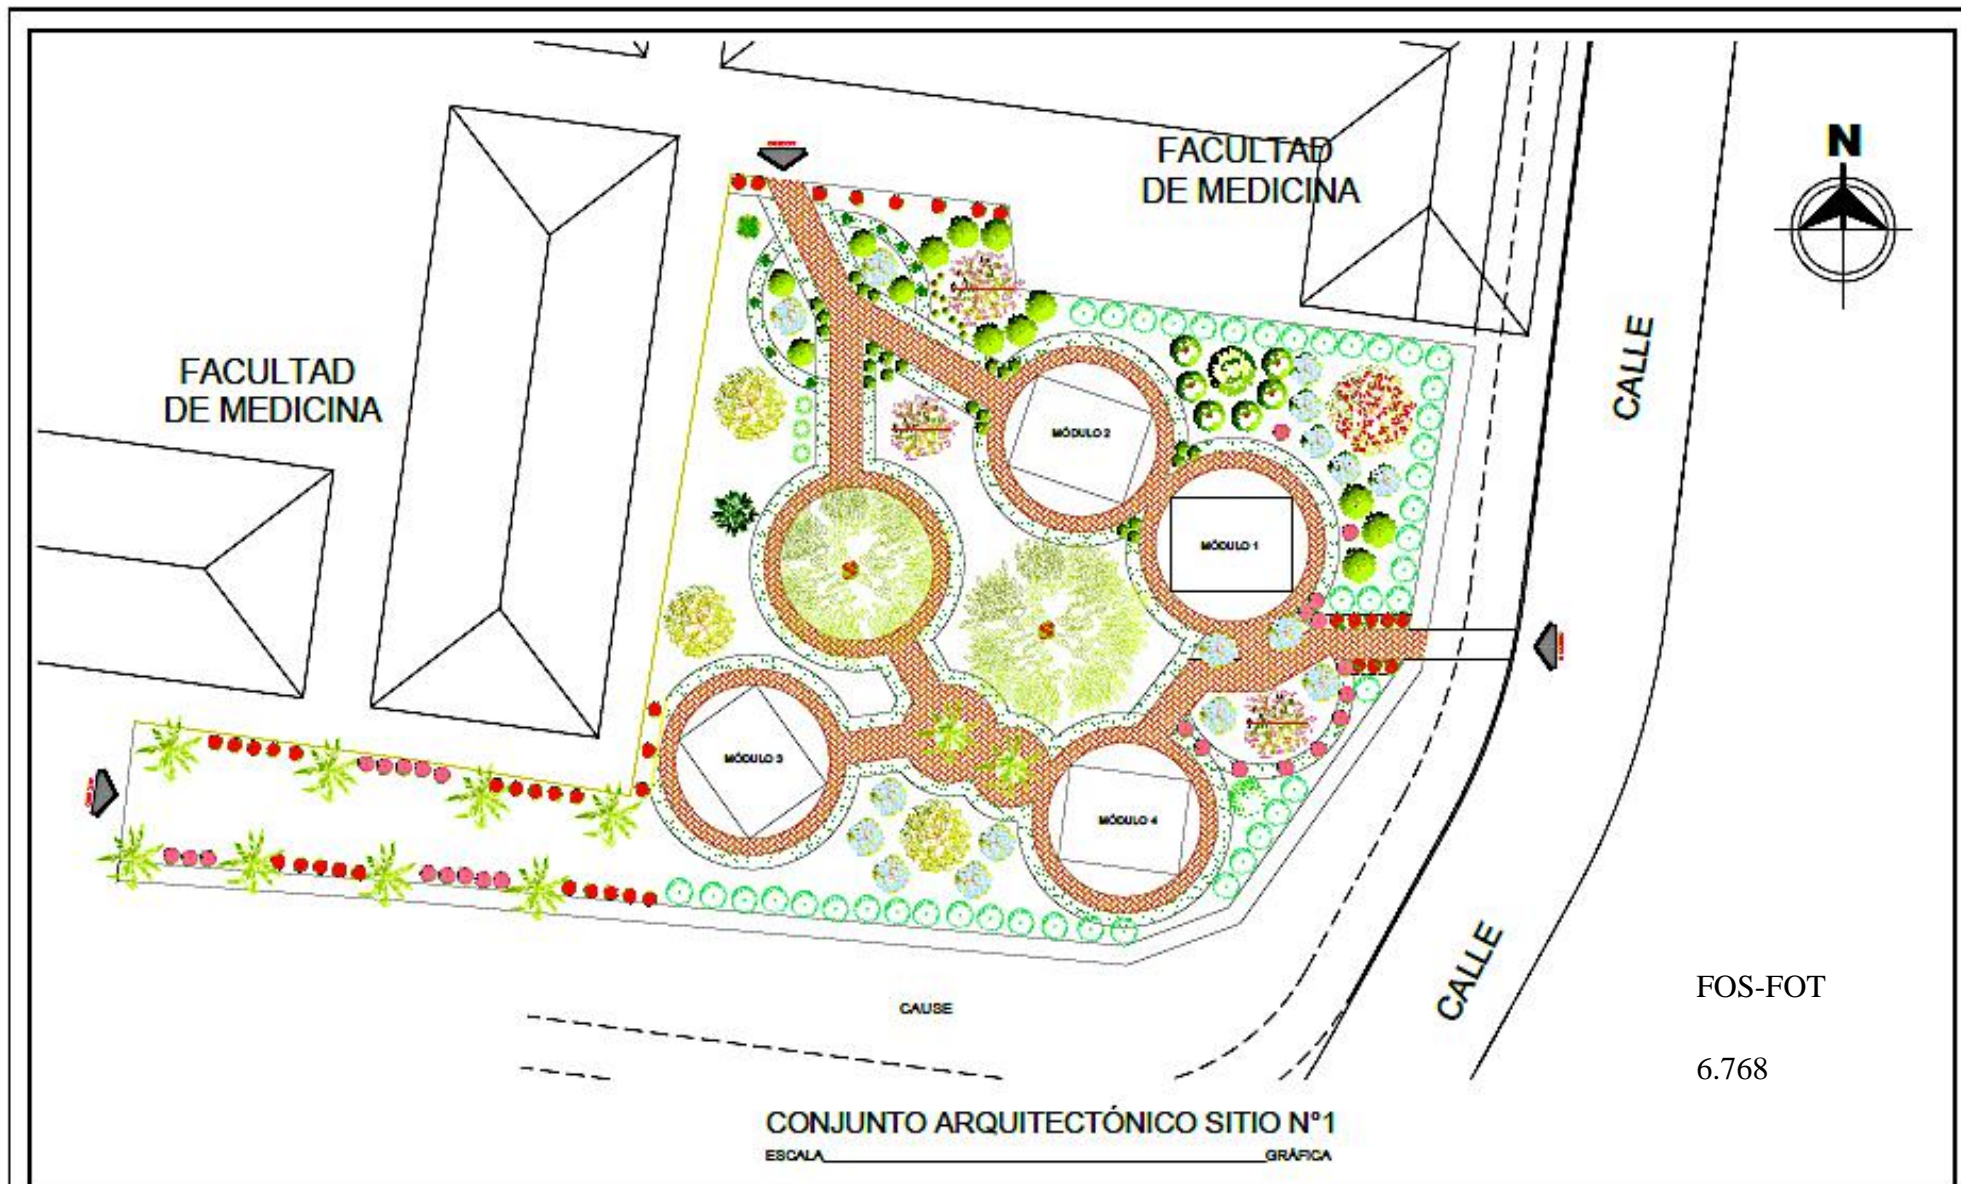 FACULTAD
DE MEDICINA
N
FACULTAD
DE MEDICINA
CALLE
MÓDULO 2
MÓDULO 1
MÓDULO 3
MÓDULO 4
CALLE
CAUSE
FOS-FOT
6.768
CONJUNTO ARQUITECTÓNICO SITIO N°1
ESCALA GRÁFICA